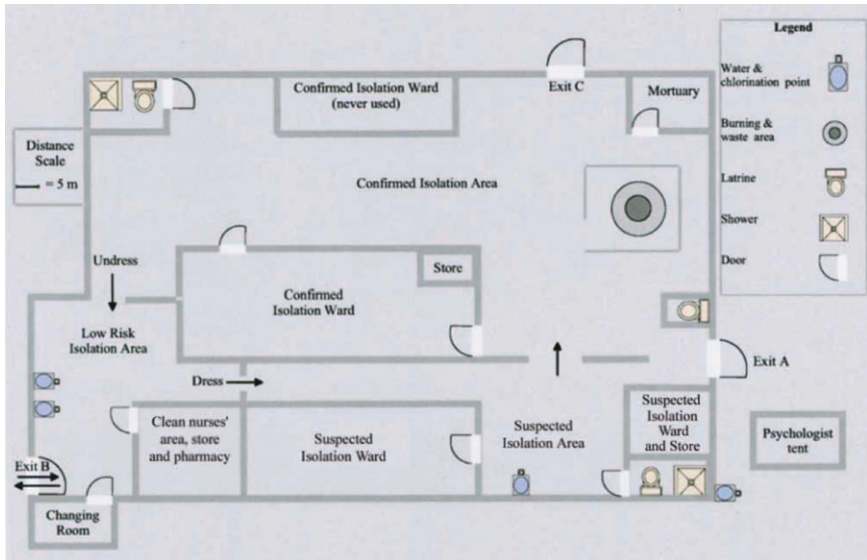 Legend
Water &
chlorination point
Burning &
waste area
Latrine
Shower
Door
Confirmed Isolation Ward
(never used)
Exit C
Mortuary
Distance
Scale
= 5 m
Confirmed Isolation Area
Undress
Store
Confirmed
Isolation Ward
Low Risk
Isolation Area
Exit A
Dress
Clean nurses'
area, store
and pharmacy
Suspected
Isolation Ward
Suspected
Isolation Area
Suspected
Isolation
Ward
and Store
Psychologist
tent
Exit B
Changing
Room